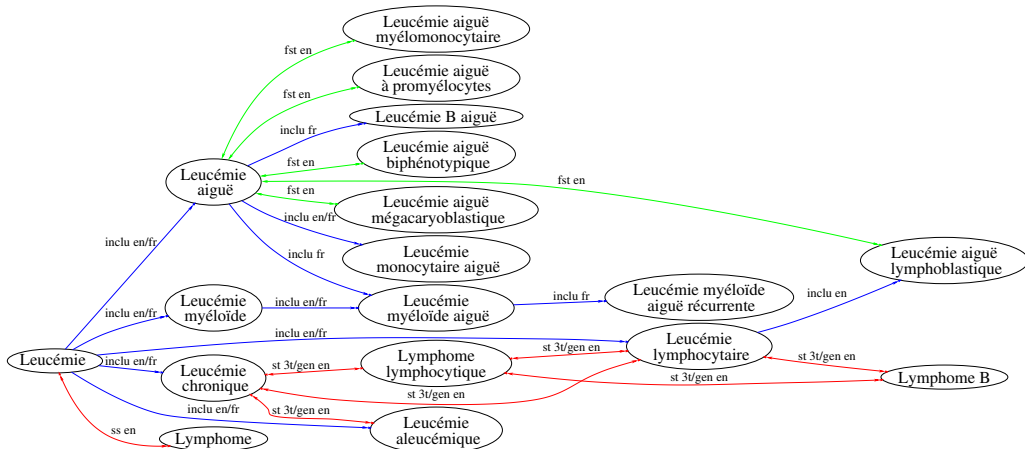 Leucémie aiguë
myélomonocytaire
fst en
Leucémie aiguë
à promyélocytes
fst en
Leucémie B aiguë
inclu fr
Leucémie aiguë
biphénotypique
fst en
Leucémie
aiguë
fst en
fst en
Leucémie aiguë
mégacaryoblastique
inclu en/fr
Leucémie
monocytaire aiguë
inclu en/fr
inclu fr
Leucémie aiguë
lymphoblastique
inclu en
Leucémie
myéloïde
inclu en/fr
Leucémie
myéloïde aiguë
inclu fr
Leucémie myéloïde
aiguë récurrente
inclu en/fr
inclu en/fr
Leucémie
lymphocytaire
Leucémie
inclu en/fr
Leucémie
chronique
st 3t/gen en
Lymphome
lymphocytique
st 3t/gen en
st 3t/gen en
st 3t/gen en
Lymphome B
st 3t/gen en
inclu en/fr
st 3t/gen en
Leucémie
aleucémique
ss en
Lymphome